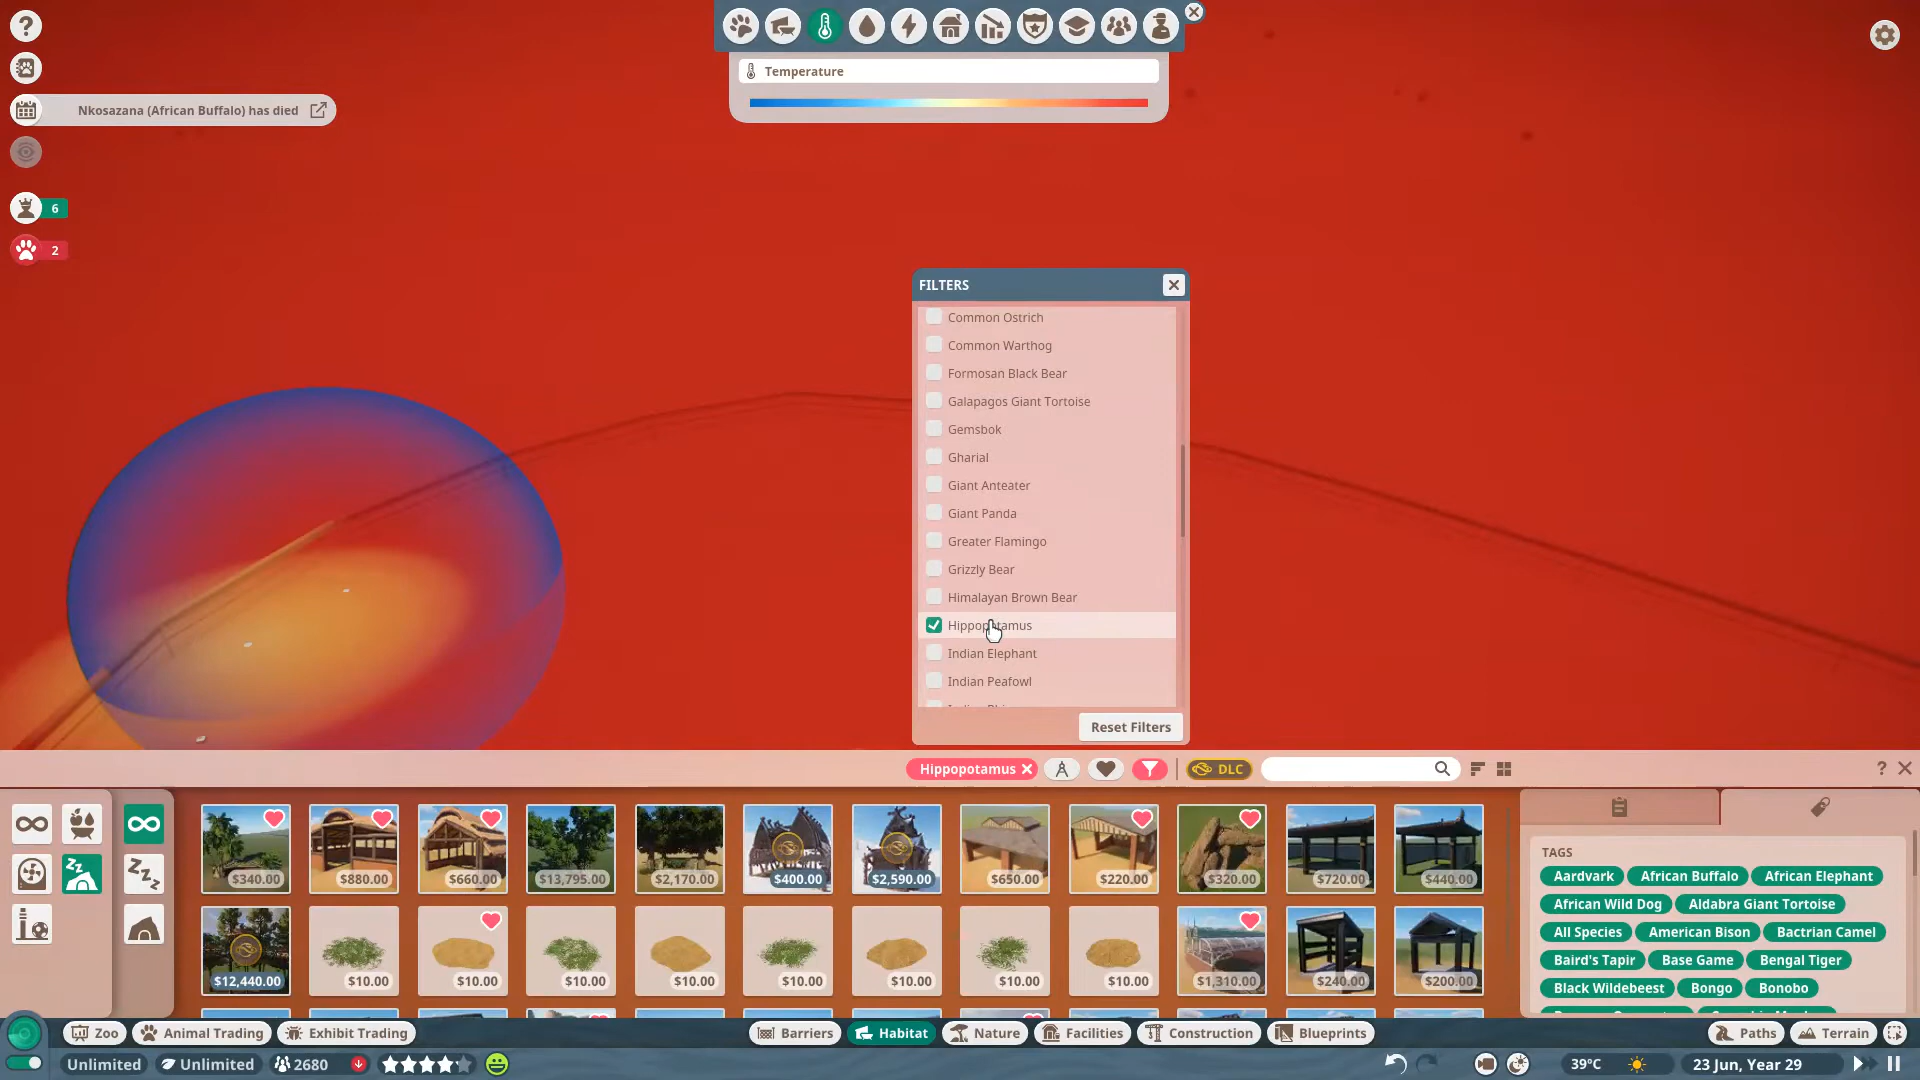 ?
Temperature
Nkosazana (African Buffalo) has died
6
2
FILTERS
Common Ostrich
Common Warthog
Formosan Black Bear
Galapagos Giant Tortoise
Gemsbok
Gharial
Giant Anteater
Giant Panda
Greater Flamingo
Grizzly Bear
Himalayan Brown Bear
Hippopotamus
Indian Elephant
Indian Peafowl
Reset Filters
Hippopotamus
DLC
?
$340.00 $880.00 $660.00 $13,795.00 $2,170.00 $400.00 $2,590.00 $650.00 $220.00 $320.00 $720.00 $440.00
$12,440.00 $10.00 $10.00 $10.00 $10.00 $10.00 $10.00 $10.00 $10.00 $1,310.00 $240.00 $200.00
zZz
TAGS
Aardvark African Buffalo African Elephant
African Wild Dog Aldabra Giant Tortoise
All Species American Bison Bactrian Camel
Baird's Tapir Base Game Bengal Tiger
Black Wildebeest Bongo Bonobo
Zoo Animal Trading Exhibit Trading Barriers Habitat Nature Facilities Construction Blueprints Paths Terrain
Unlimited Unlimited 2680 39°C 23 Jun, Year 29